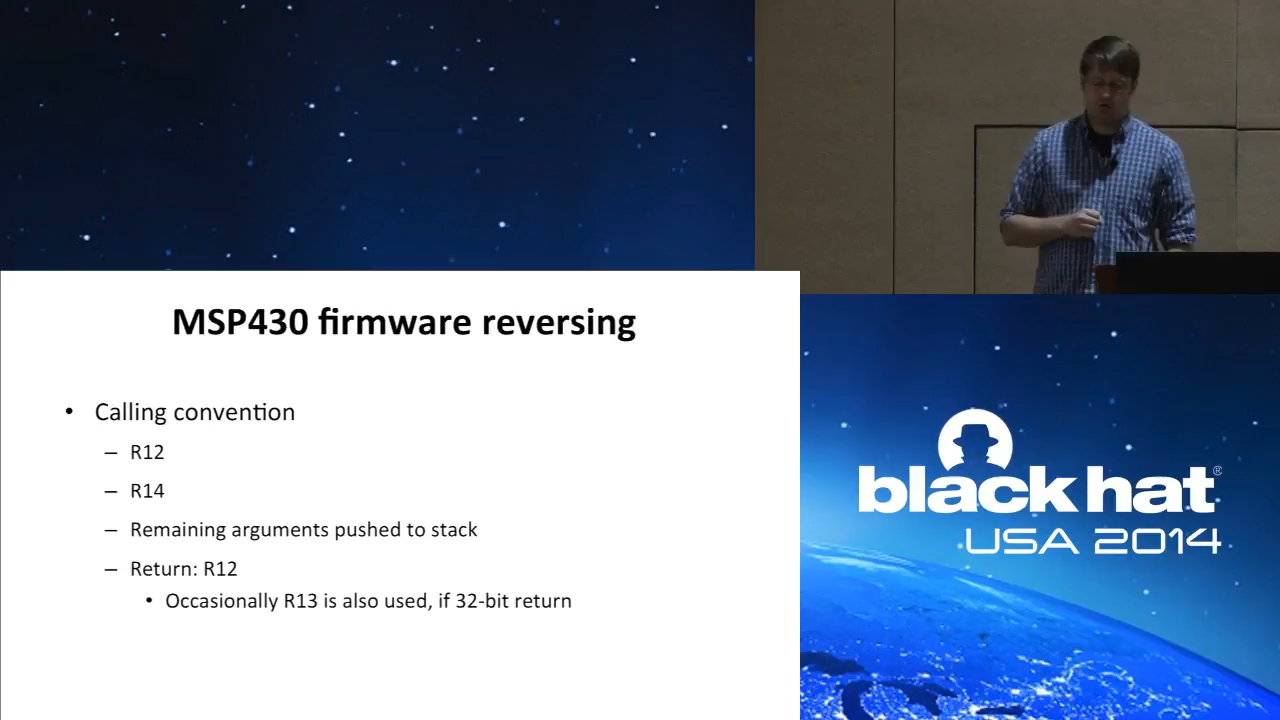 MSP430 firmware reversing
• Calling convention
– R12
– R14
– Remaining arguments pushed to stack
– Return: R12
• Occasionally R13 is also used, if 32-bit return
black hat®
USA 2014